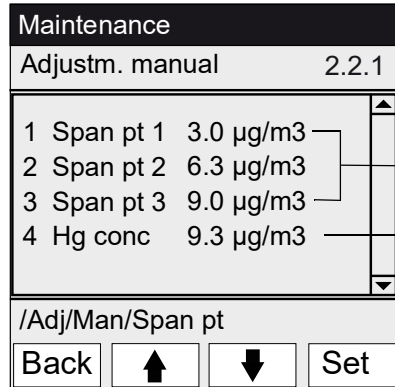 Maintenance
Adjustm. manual 2.2.1
1 Span pt 1 3.0 µg/m3
2 Span pt 2 6.3 µg/m3
3 Span pt 3 9.0 µg/m3
4 Hg conc 9.3 µg/m3
/Adj/Man/Span pt
Back Set